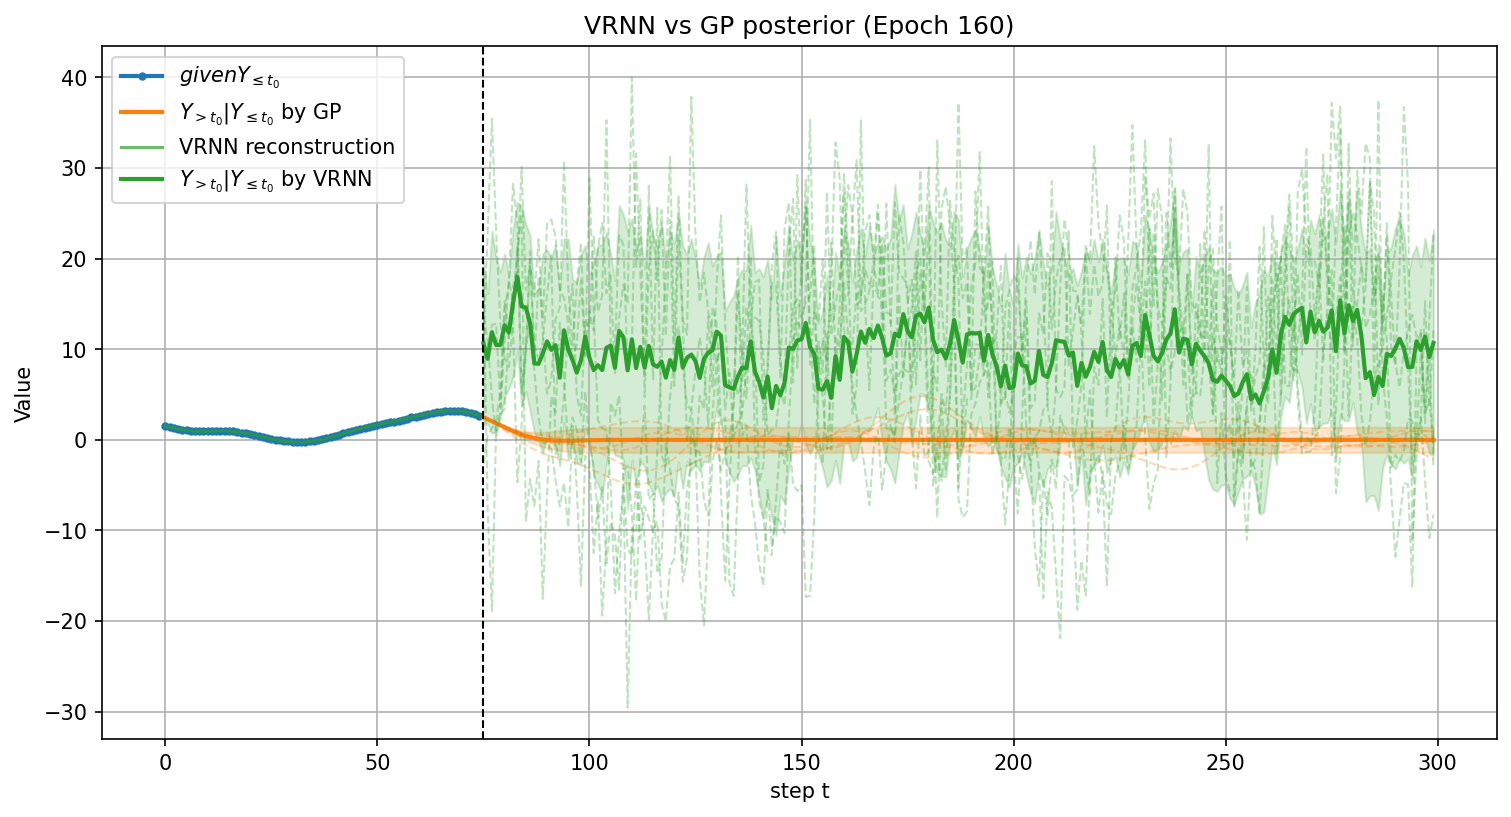 VRNN vs GP posterior (Epoch 160)
givenY≤t₀
Y>t₀|Y≤t₀ by GP
VRNN reconstruction
Y>t₀|Y≤t₀ by VRNN
Value
40
30
20
10
0
−10
−20
−30
0 50 100 150 200 250 300
step t